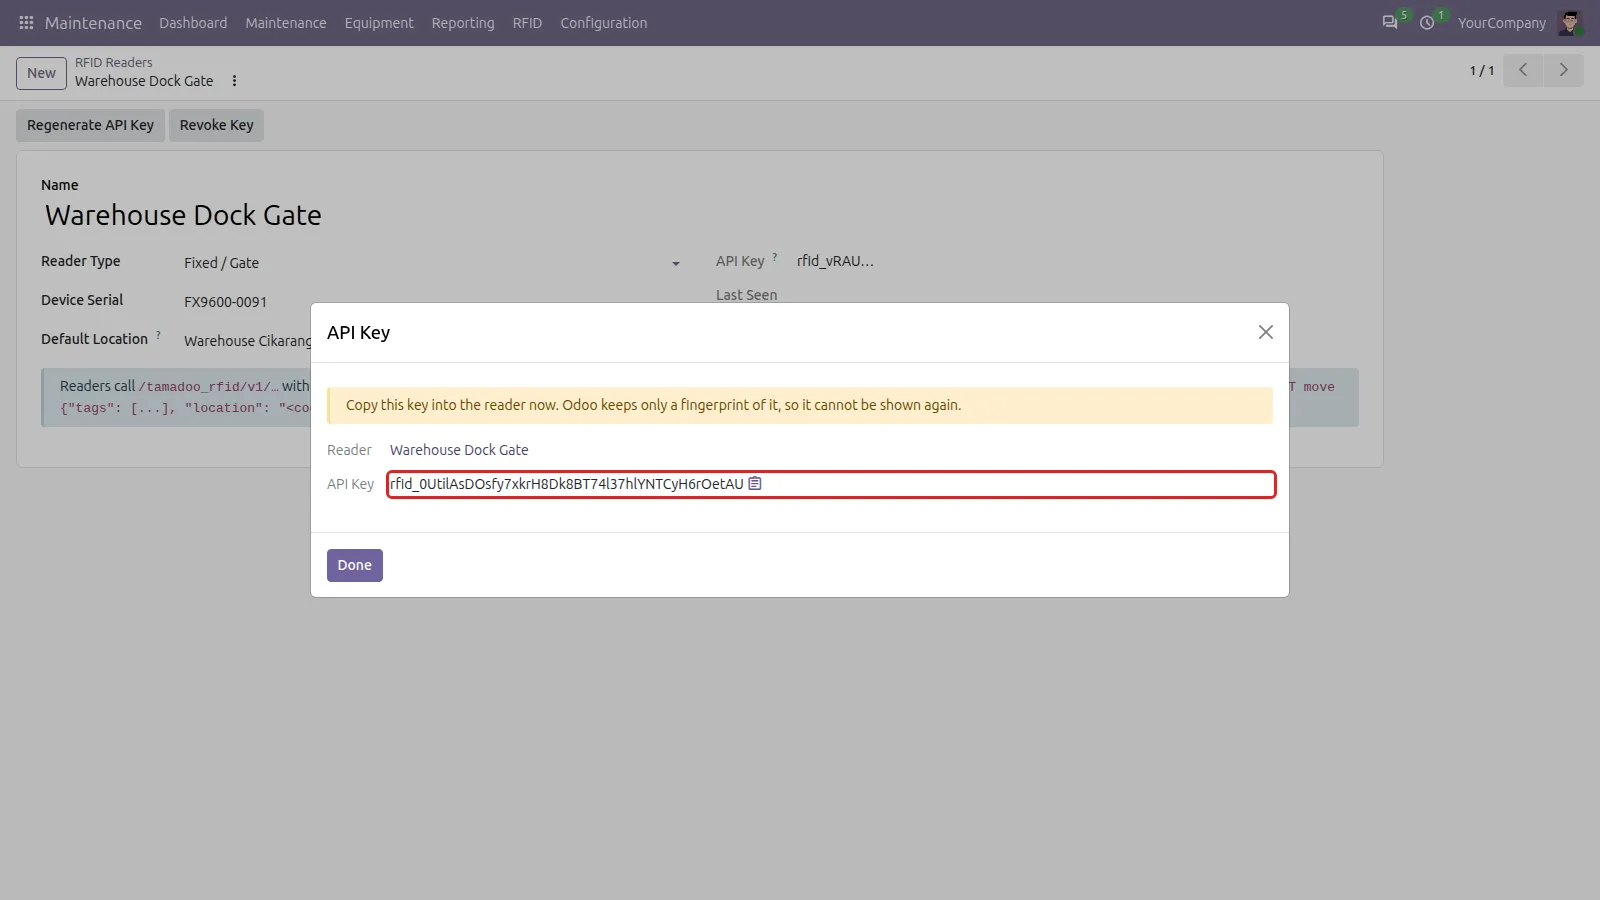 Maintenance Dashboard Maintenance Equipment Reporting RFID Configuration 5 1 YourCompany
New RFID Readers
Warehouse Dock Gate 1 / 1
Regenerate API Key Revoke Key
Name
Warehouse Dock Gate
Reader Type Fixed / Gate API Key ? rfid_vRAU...
Device Serial FX9600-0091 Last Seen
Default Location ? Warehouse Cikarang
Readers call /tamadoo_rfid/v1/… with T move
{"tags": [...], "location": "<co
API Key
Copy this key into the reader now. Odoo keeps only a fingerprint of it, so it cannot be shown again.
Reader Warehouse Dock Gate
API Key rfid_0UtilAsDOsfy7xkrH8Dk8BT74l37hlYNTCyH6rOetAU
Done